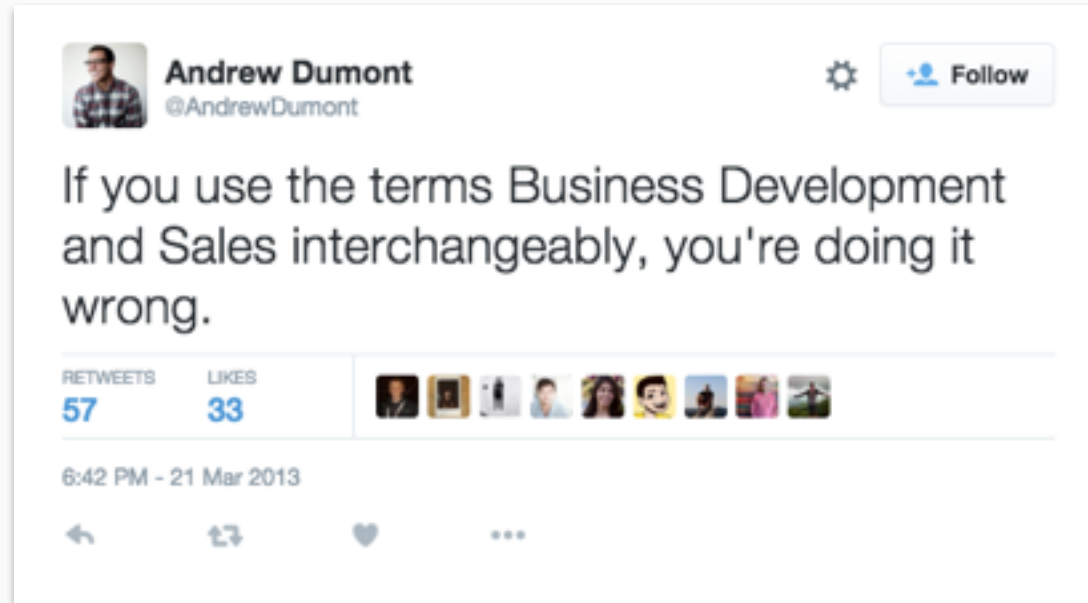 Andrew Dumont
@AndrewDumont
Follow
If you use the terms Business Development
and Sales interchangeably, you're doing it
wrong.
RETWEETS LIKES
57 33
6:42 PM - 21 Mar 2013